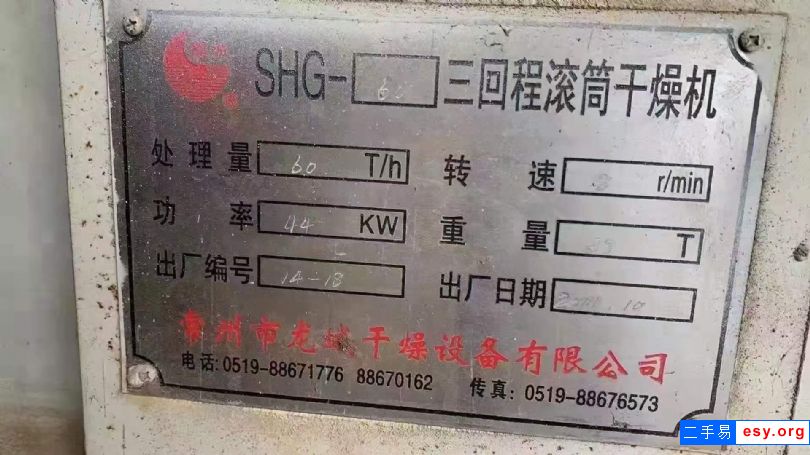 SHG-60 三回程滚筒干燥机
处理量 60 T/h 转速 r/min
功率 44 KW 重量 29 T
出厂编号 14-18 出厂日期
常州市龙城干燥设备有限公司
电话:0519-88671776 88670162 传真:0519-88676573
二手易 esy.org